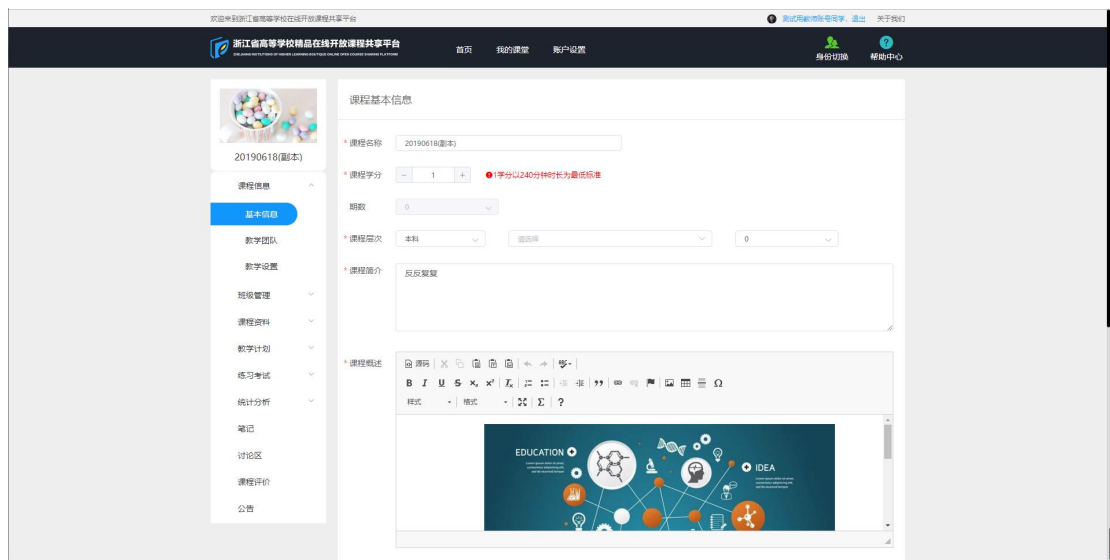 欢迎来到浙江省高等学校在线开放课程共享平台
测试用教师账号同学，退出 关于我们
浙江省高等学校精品在线开放课程共享平台
首页 我的课堂 账户设置
身份切换 帮助中心
20190618(副本)
课程信息
基本信息
教学团队
教学设置
班级管理
课程资料
教学计划
练习考试
统计分析
笔记
讨论区
课程评价
公告
课程基本信息
* 课程名称 20190618(副本)
* 课程学分 - 1 + 1学分以240分钟时长为最低标准
期数 0
* 课程层次 本科 请选择 0
* 课程简介 反反复复
* 课程概述 源码
B I U S x₂ x² Iₓ Ω
样式 格式 Σ ?
EDUCATION
IDEA